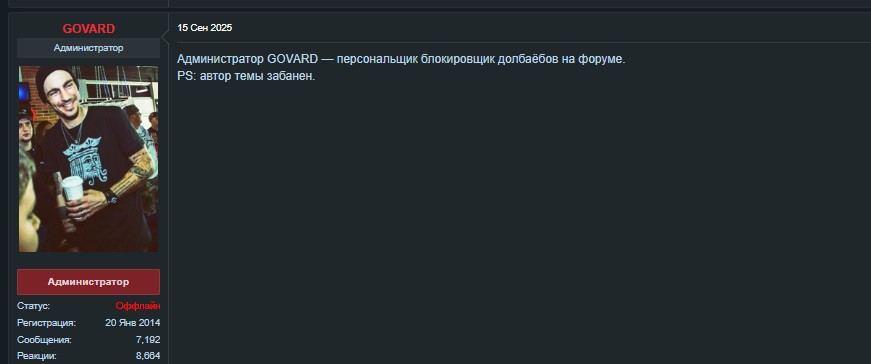 GOVARD
Администратор
15 Сен 2025
Администратор GOVARD — персональщик блокировщик долбаёбов на форуме.
PS: автор темы забанен.
Администратор
Статус: Оффлайн
Регистрация: 20 Янв 2014
Сообщения: 7,192
Реакции: 8,664